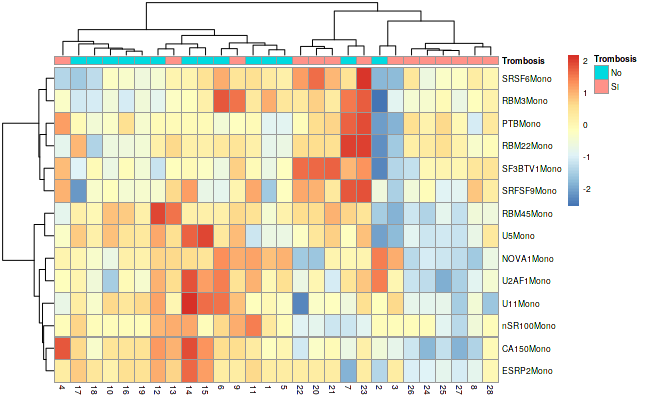 Trombosis
SRSF6Mono
RBM3Mono
PTBMono
RBM22Mono
SF3BTV1Mono
SRFSF9Mono
RBM45Mono
U5Mono
NOVA1Mono
U2AF1Mono
U11Mono
nSR100Mono
CA150Mono
ESRP2Mono
4 17 18 10 16 19 12 13 14 15 6 9 11 1 5 22 20 21 7 23 2 3 26 24 25 27 8 28
2
1
0
-1
-2
Trombosis
No
SI